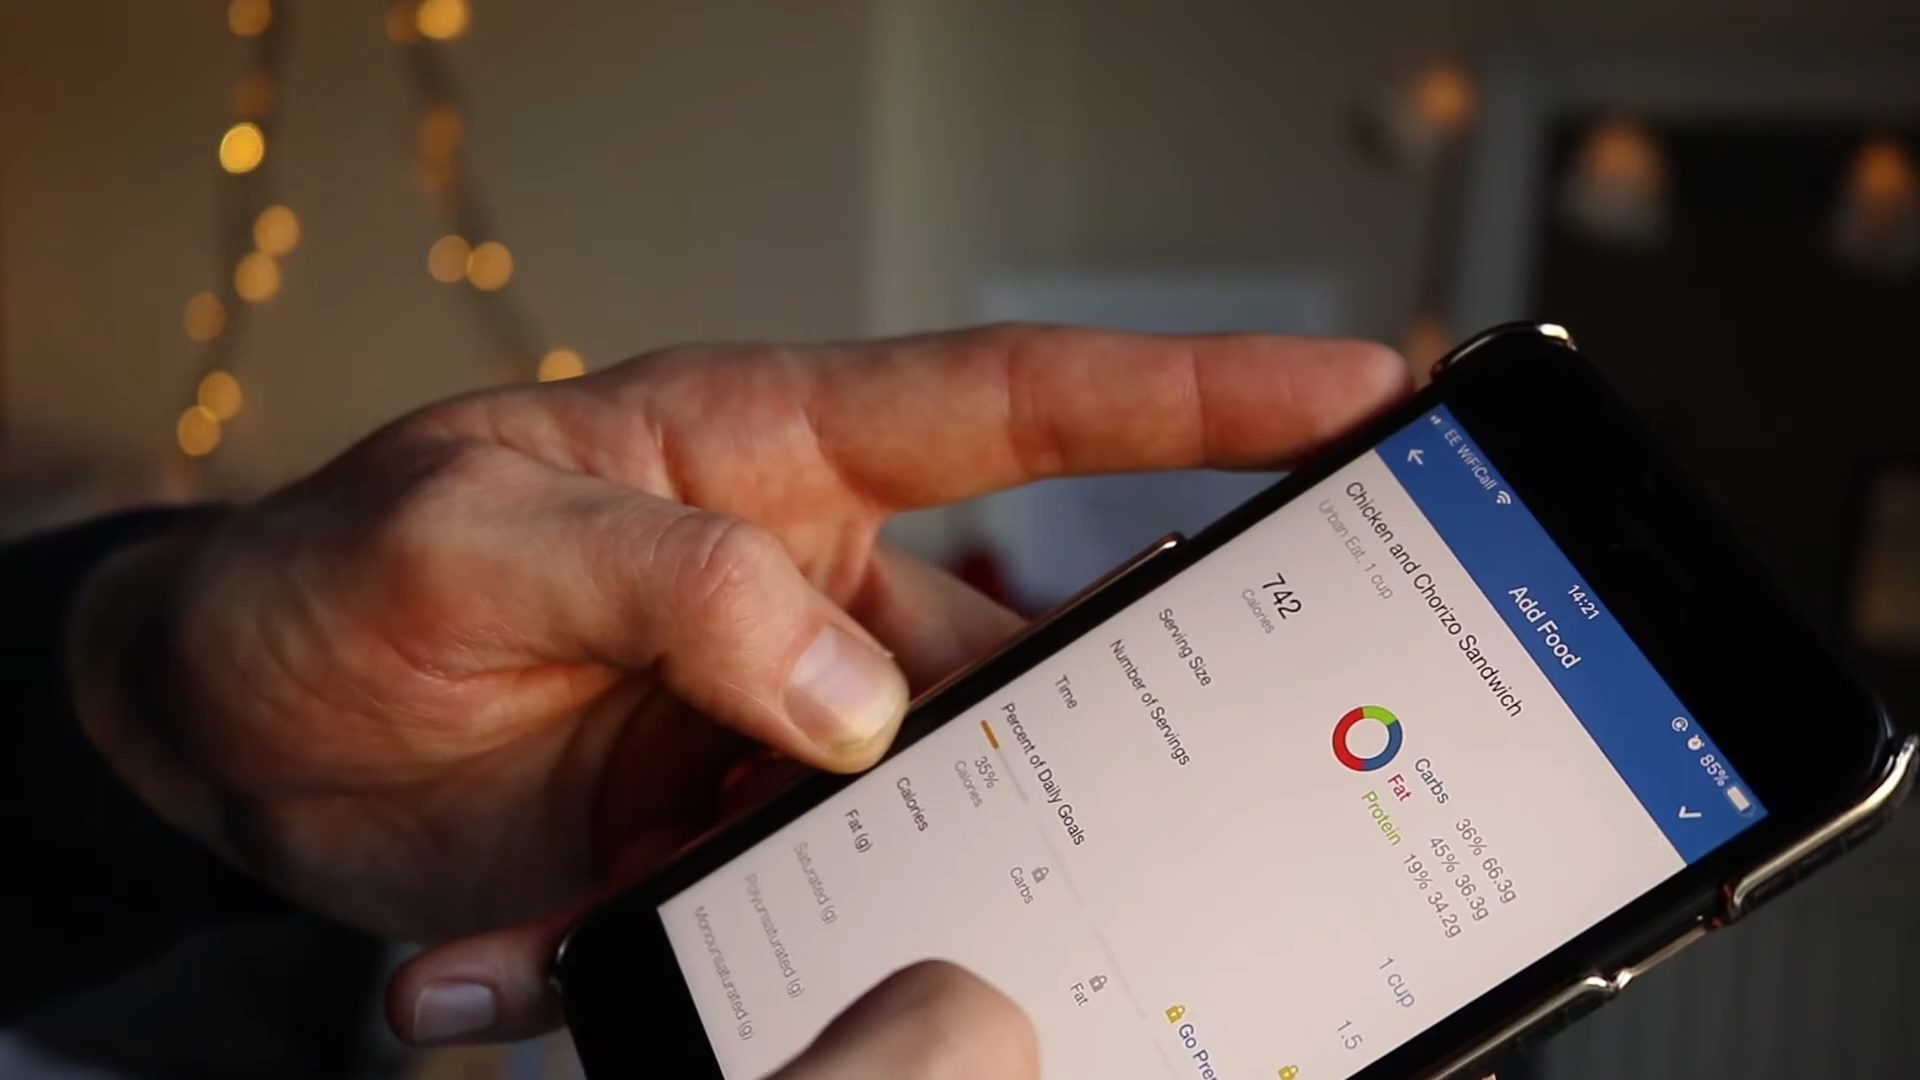 EE WiFiCall 14:21 85%
Add Food
Chicken and Chorizo Sandwich
Urban Eat, 1 cup
742
Calories
Carbs 36% 66.3g
Fat 45% 36.3g
Protein 19% 34.2g
Serving Size 1 cup
Number of Servings 1.5
Time
Percent of Daily Goals
35%
Calories
Carbs
Fat
Go
Calories
Fat (g)
Saturated (g)
Polyunsaturated (g)
Monounsaturated (g)